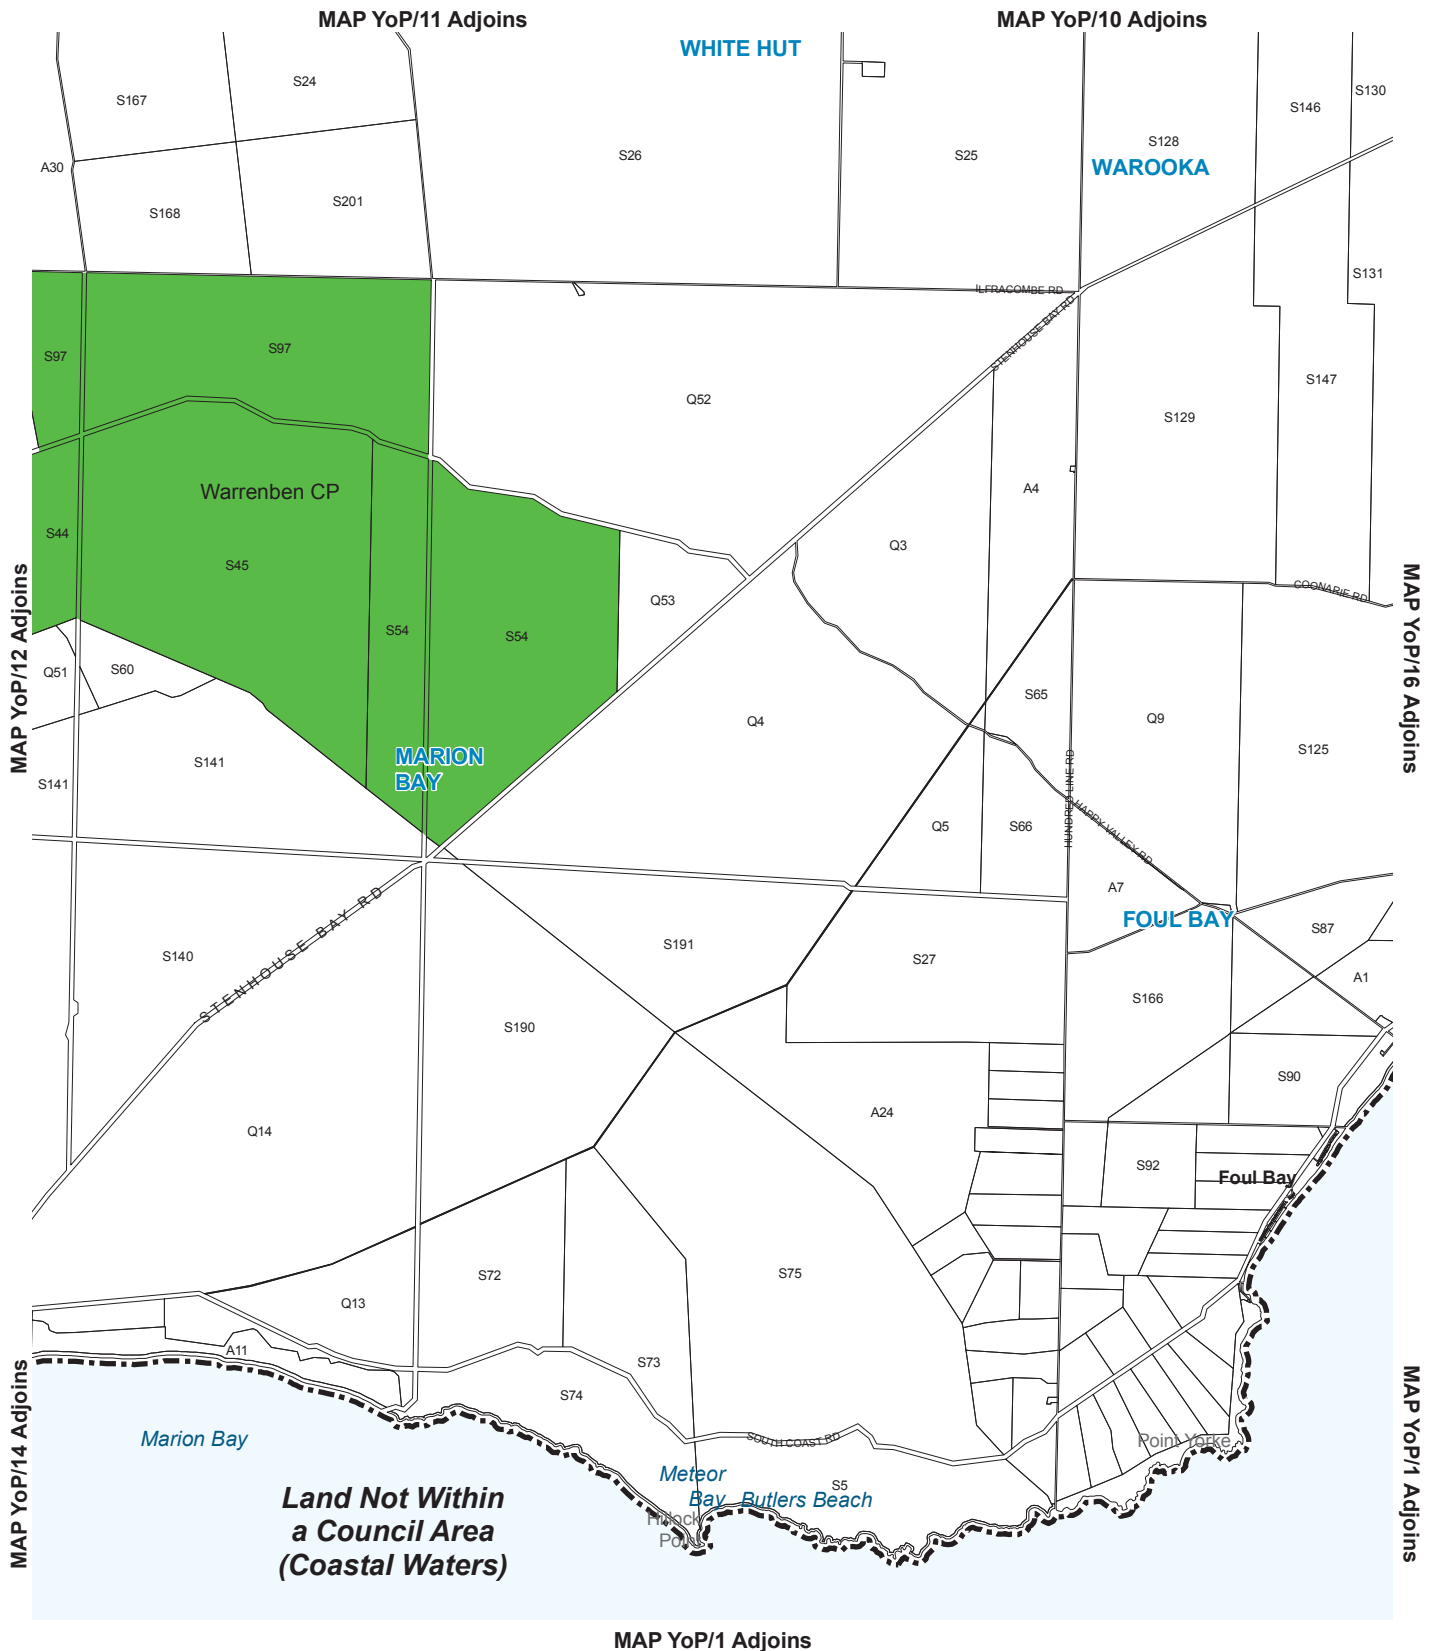 MAP YoP/11 Adjoins
MAP YoP/10 Adjoins
WHITE HUT
S24
S167
S130
S146
S128
S26
S25
A30
WAROOKA
S201
S168
S131
ILFRACOMBE RD
STENHOUSE BAY RD
S97
S97
S147
Q52
S129
Warrenben CP
A4
S44
Q3
S45
COONARIE RD
Q53
MAP YoP/12 Adjoins
MAP YoP/16 Adjoins
S54
S54
Q51
S60
S65
Q4
Q9
S125
MARION
BAY
S141
S141
HUNDRED LINE RD
HAPPY VALLEY RD
Q5
S66
A7
STENHOUSE BAY RD
FOUL BAY
S87
S191
S140
S27
A1
S166
S190
S90
A24
Q14
S92
Foul Bay
S72
S75
Q13
A11
S73
S74
MAP YoP/14 Adjoins
MAP YoP/1 Adjoins
SOUTH COAST RD
Point Yorke
Marion Bay
Meteor
Bay
Butlers Beach
S5
Hillock
Point
Land Not Within
a Council Area
(Coastal Waters)
MAP YoP/1 Adjoins